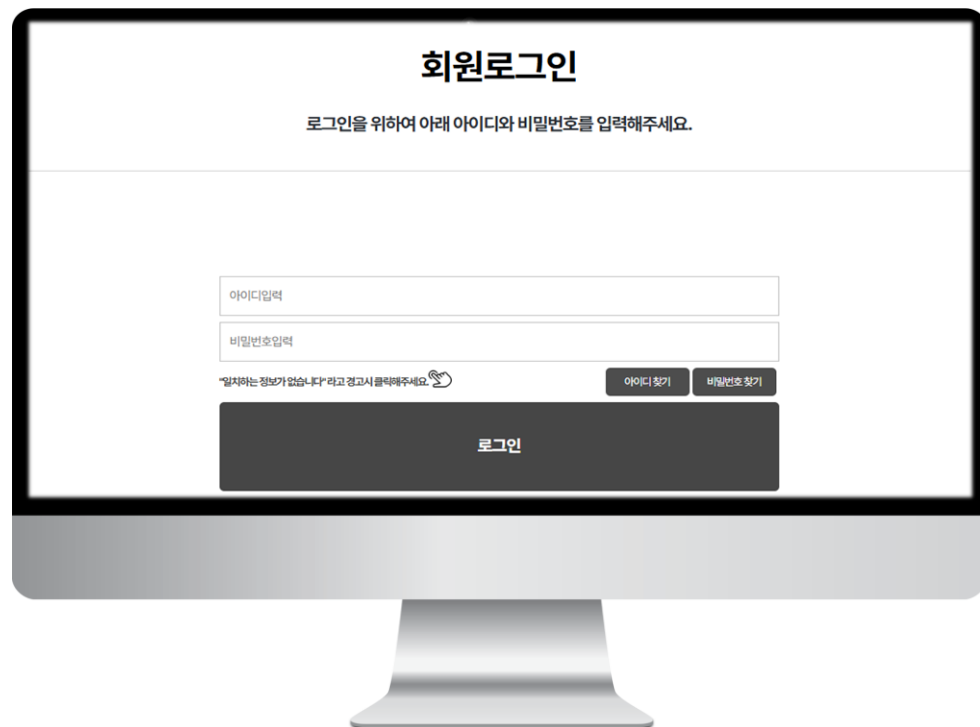 회원로그인
로그인을 위하여 아래 아이디와 비밀번호를 입력해주세요.
아이디입력
비밀번호입력
"일치하는 정보가 없습니다" 라고 경고시 클릭해주세요.
아이디 찾기
비밀번호 찾기
로그인